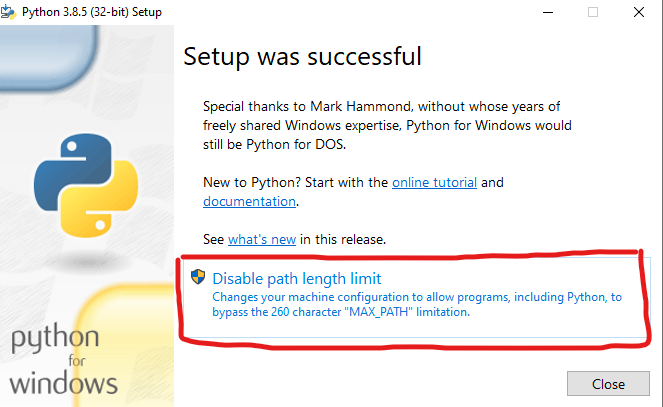 Python 3.8.5 (32-bit) Setup
Setup was successful
Special thanks to Mark Hammond, without whose years of
freely shared Windows expertise, Python for Windows would
still be Python for DOS.
New to Python? Start with the online tutorial and
documentation.
See what's new in this release.
Disable path length limit
Changes your machine configuration to allow programs, including Python, to
bypass the 260 character "MAX_PATH" limitation.
python
for
windows
Close